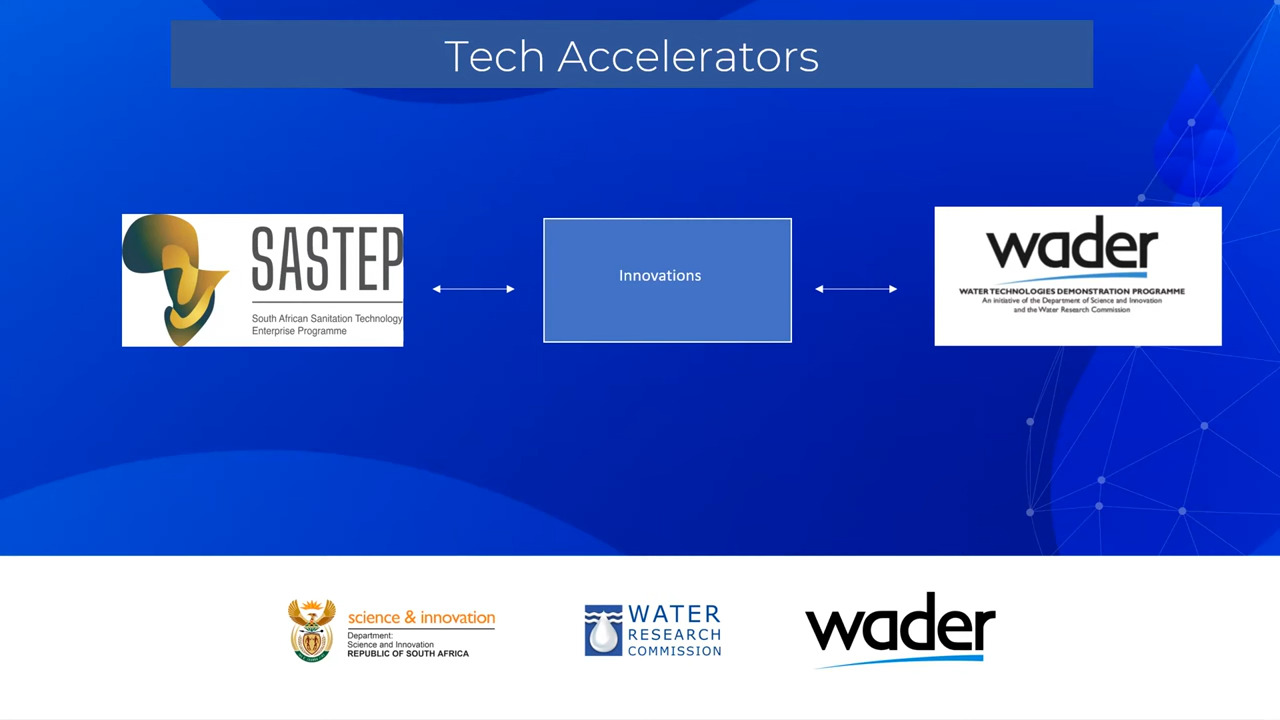 Tech Accelerators
SASTEP
South African Sanitation Technology
Enterprise Programme
Innovations
wader
WATER TECHNOLOGIES DEMONSTRATION PROGRAMME
An initiative of the Department of Science and Innovation
and the Water Research Commission
science & innovation
Department:
Science and Innovation
REPUBLIC OF SOUTH AFRICA
WATER
RESEARCH
COMMISSION
wader